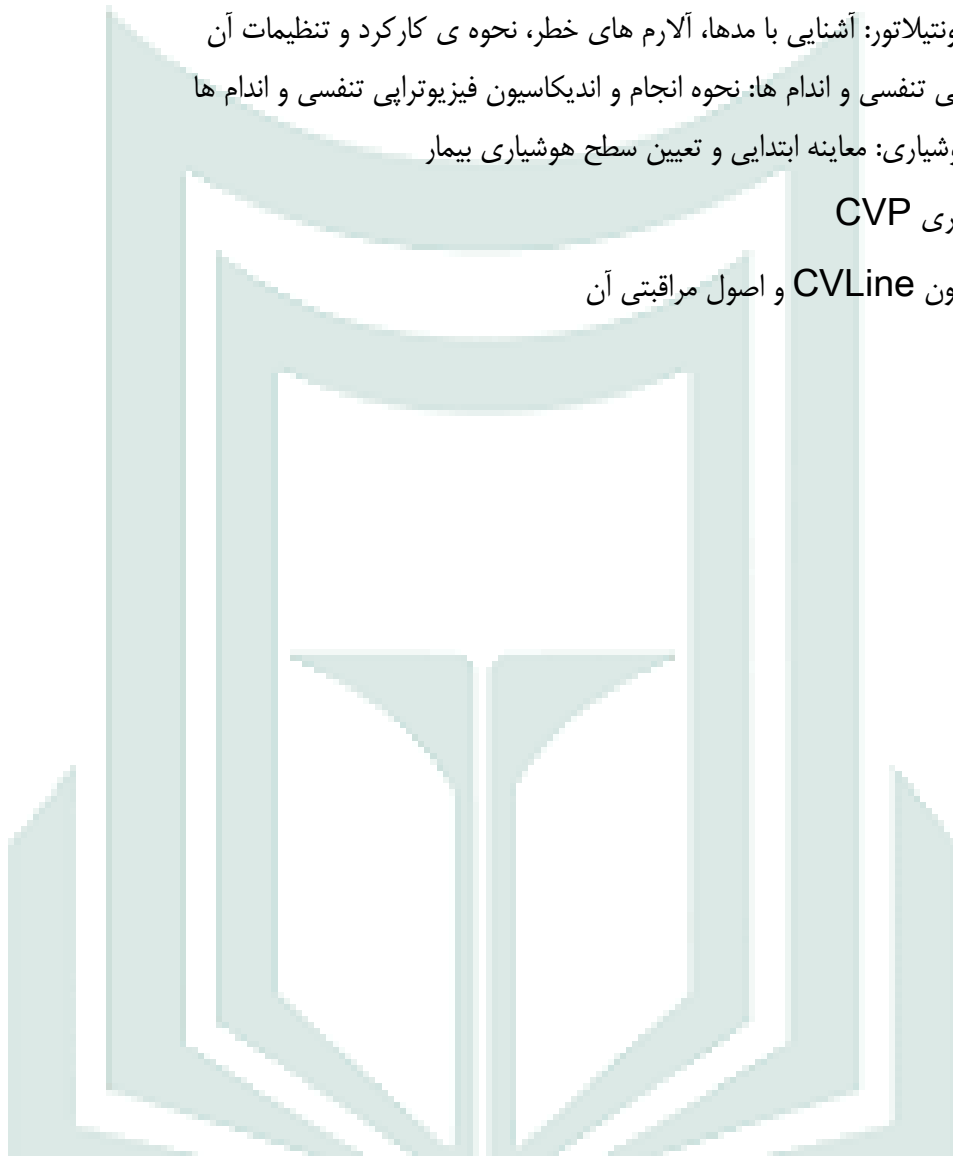 ونتیلاتور: آشنایی با مدها، آلارم های خطر، نحوه ی کارکرد و تنظیمات آن
ی تنفسی و اندام ها: نحوه انجام و اندیکاسیون فیزیوتراپی تنفسی و اندام ها
وشیاری: معاینه ابتدایی و تعیین سطح هوشیاری بیمار
ری CVP
ون CVLine و اصول مراقبتی آن